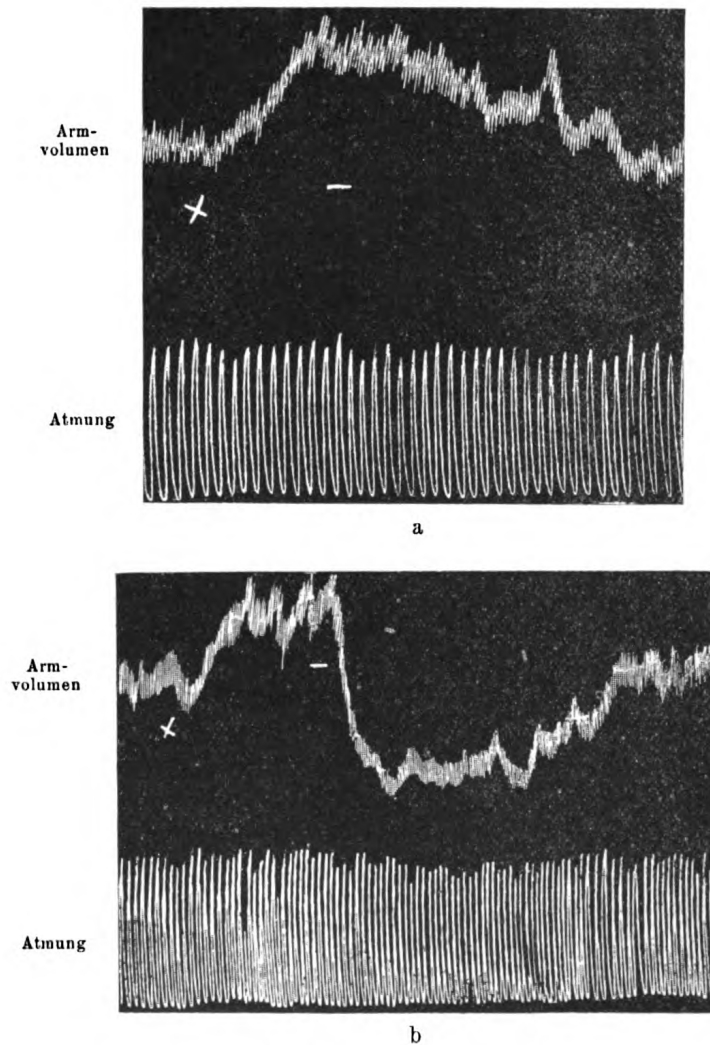 Arm-
volumen
+
—
Atmung
a
Arm-
volumen
+
—
Atmung
b